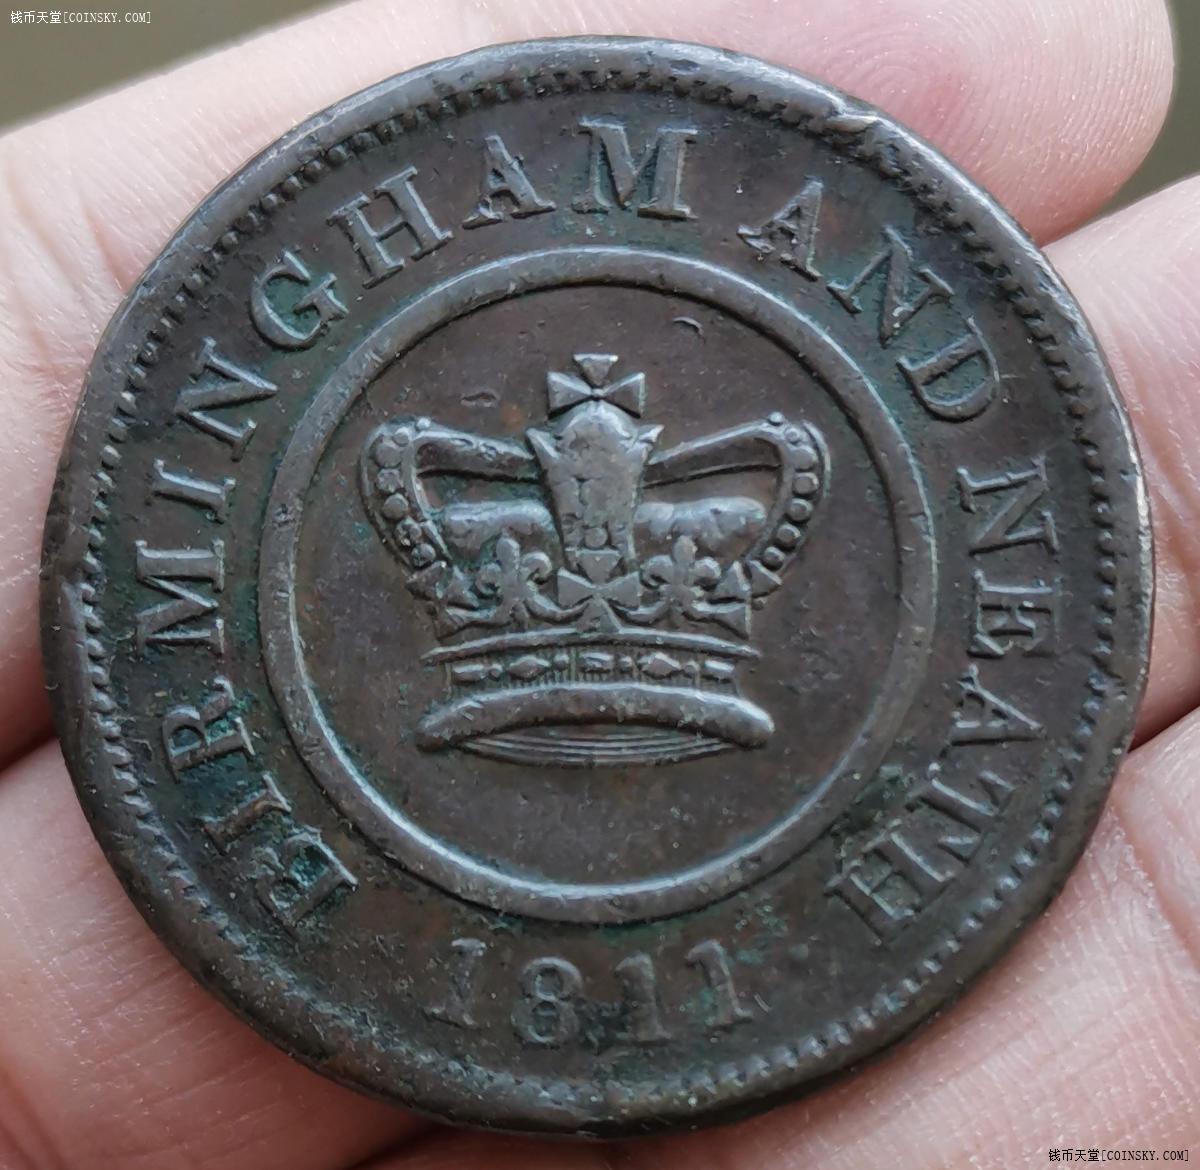 钱币天堂[COINSKY.COM]
BIRMINGHAM AND NEATH
1811
钱币天堂[COINSKY.COM]